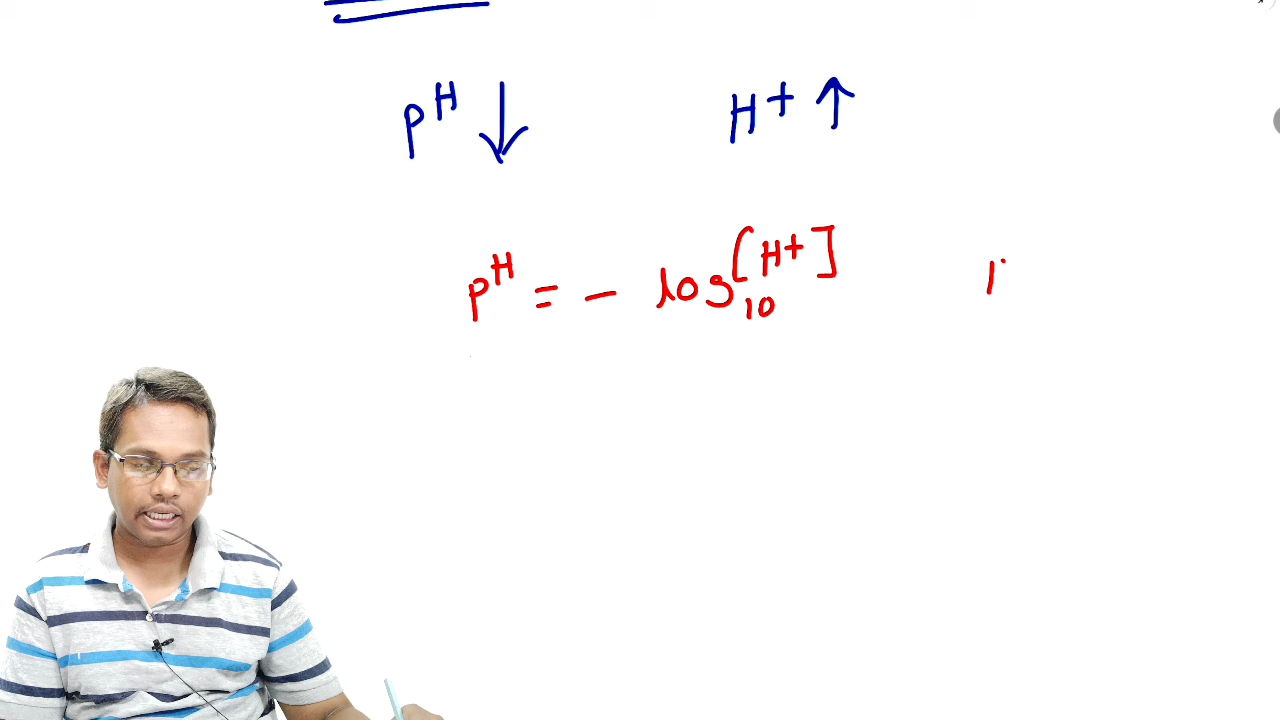 pH ↓ H+ ↑
pH = - log10[H+]